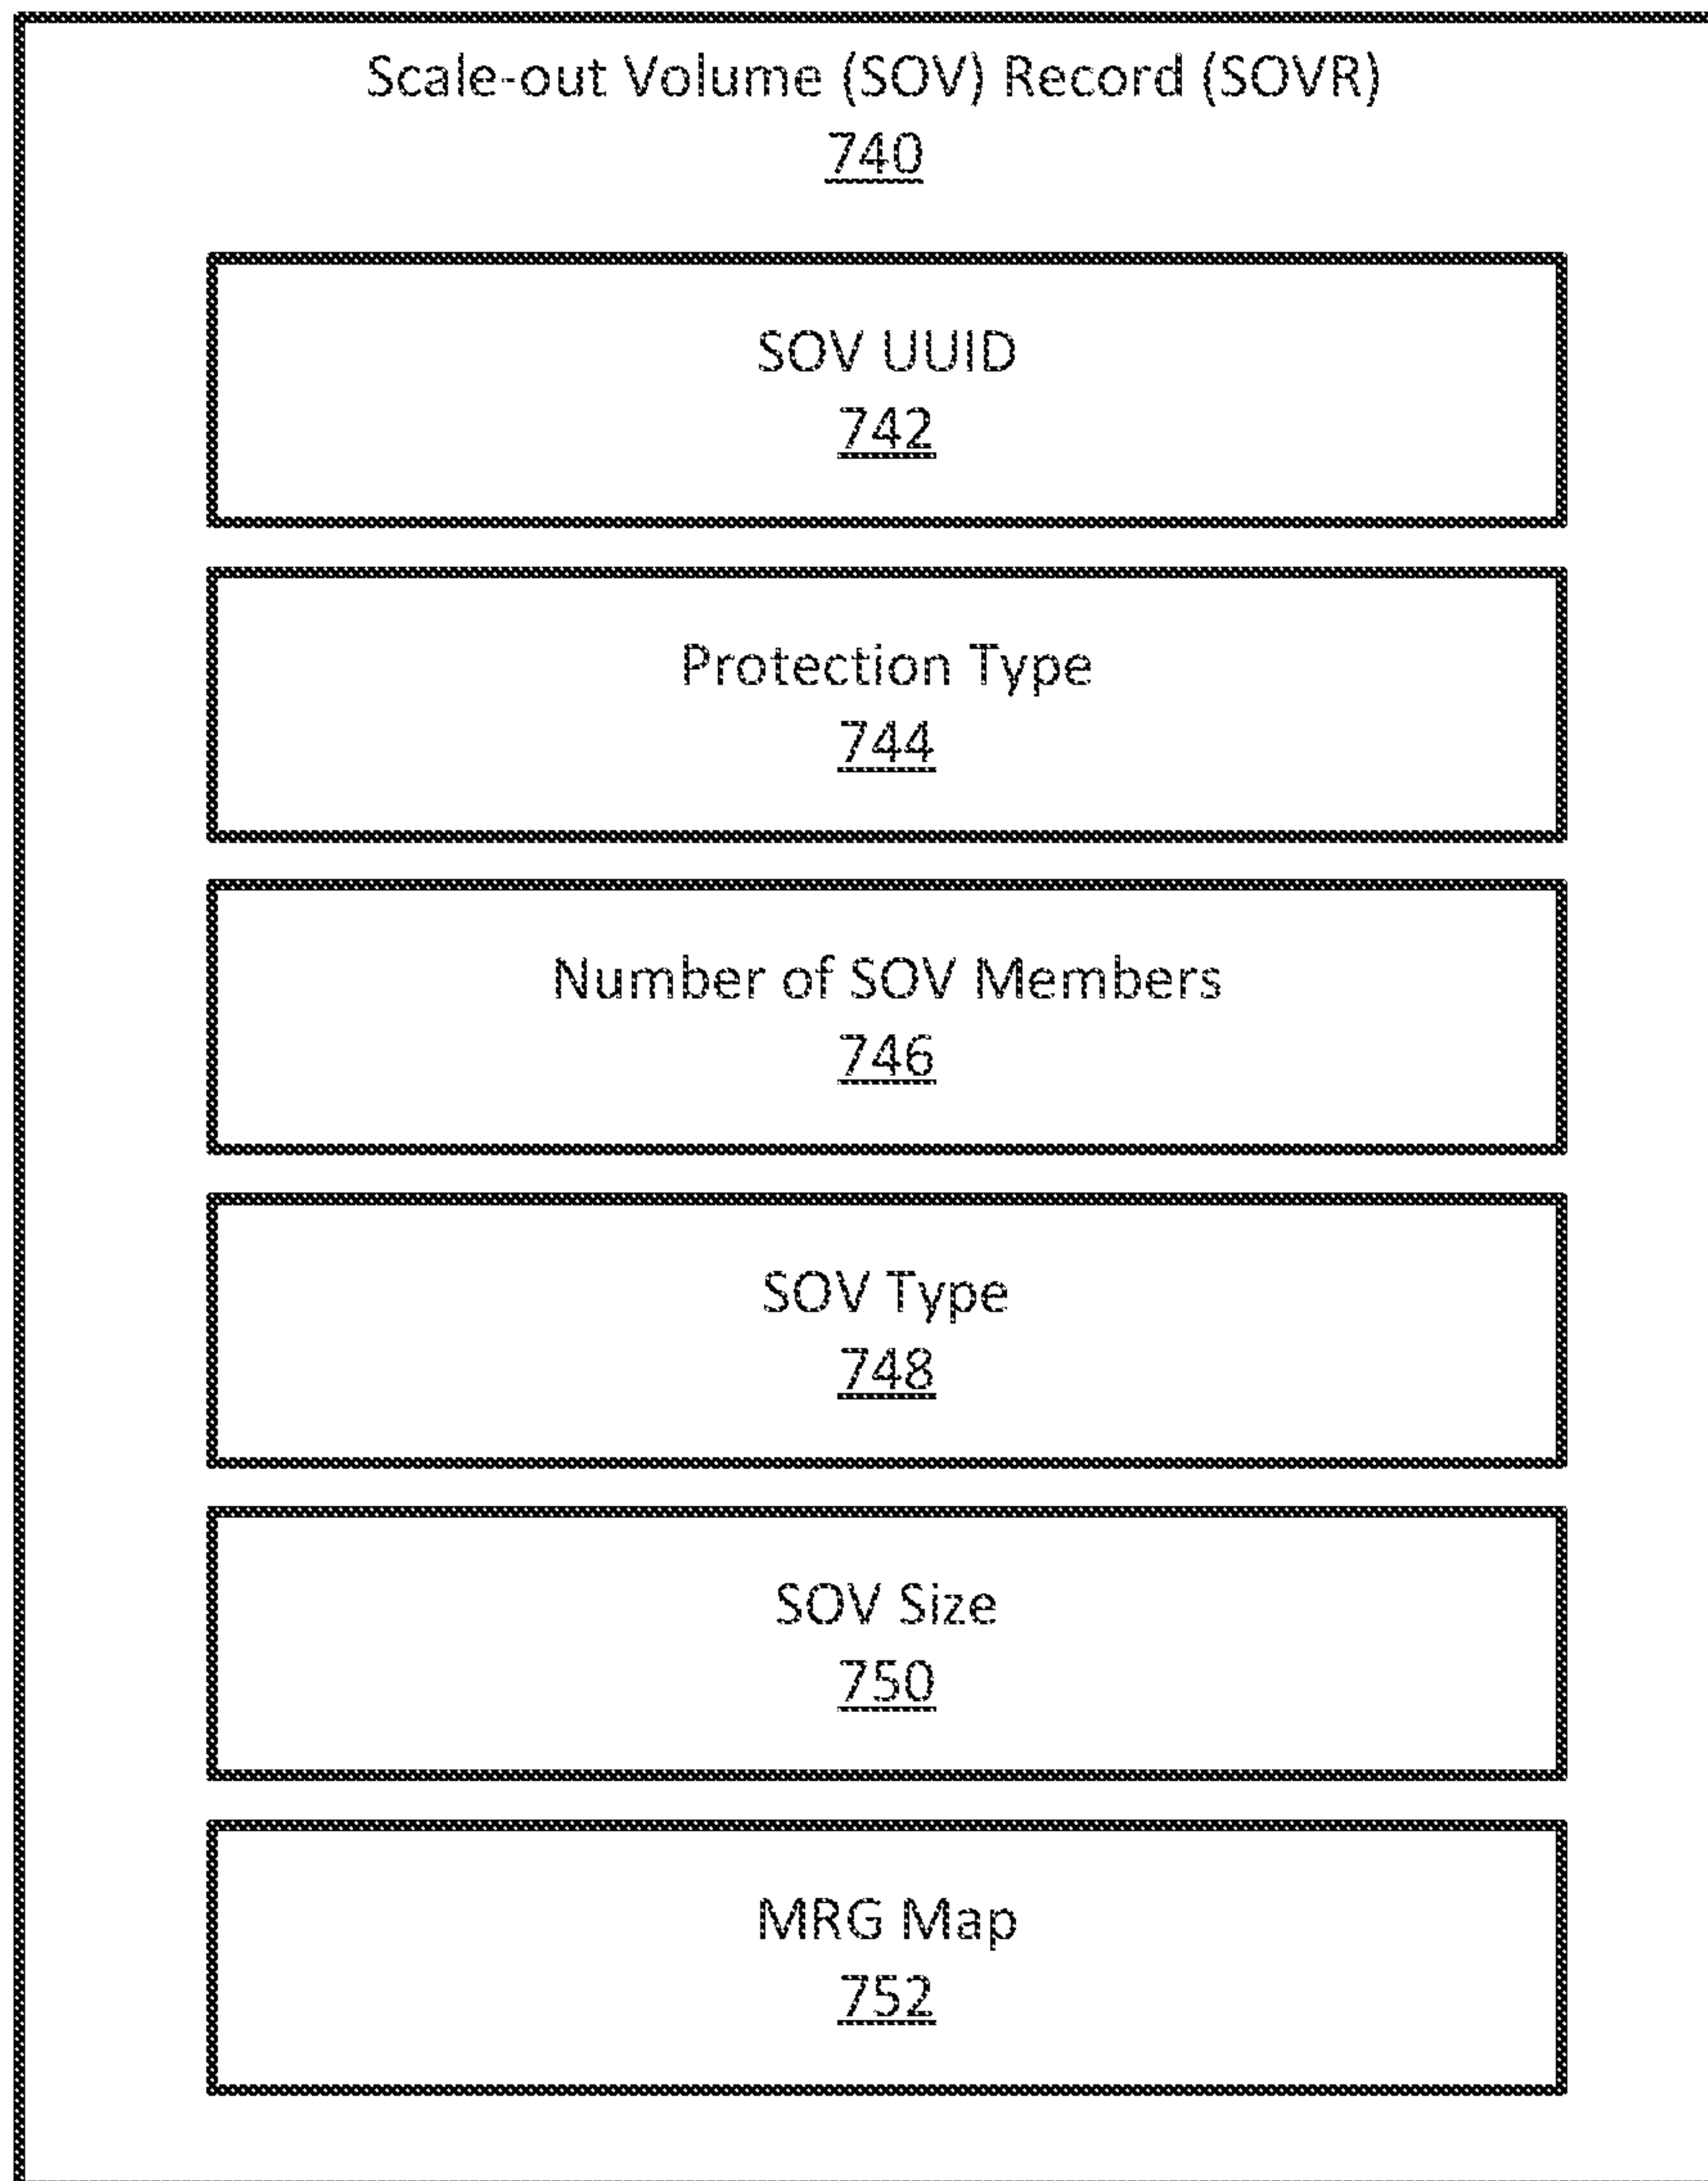 Scale-out Volume (SOV) Record (SOVR)
740
SOV UUID
742
Protection Type
744
Number of SOV Members
746
SOV Type
748
SOV Size
750
MRG Map
752